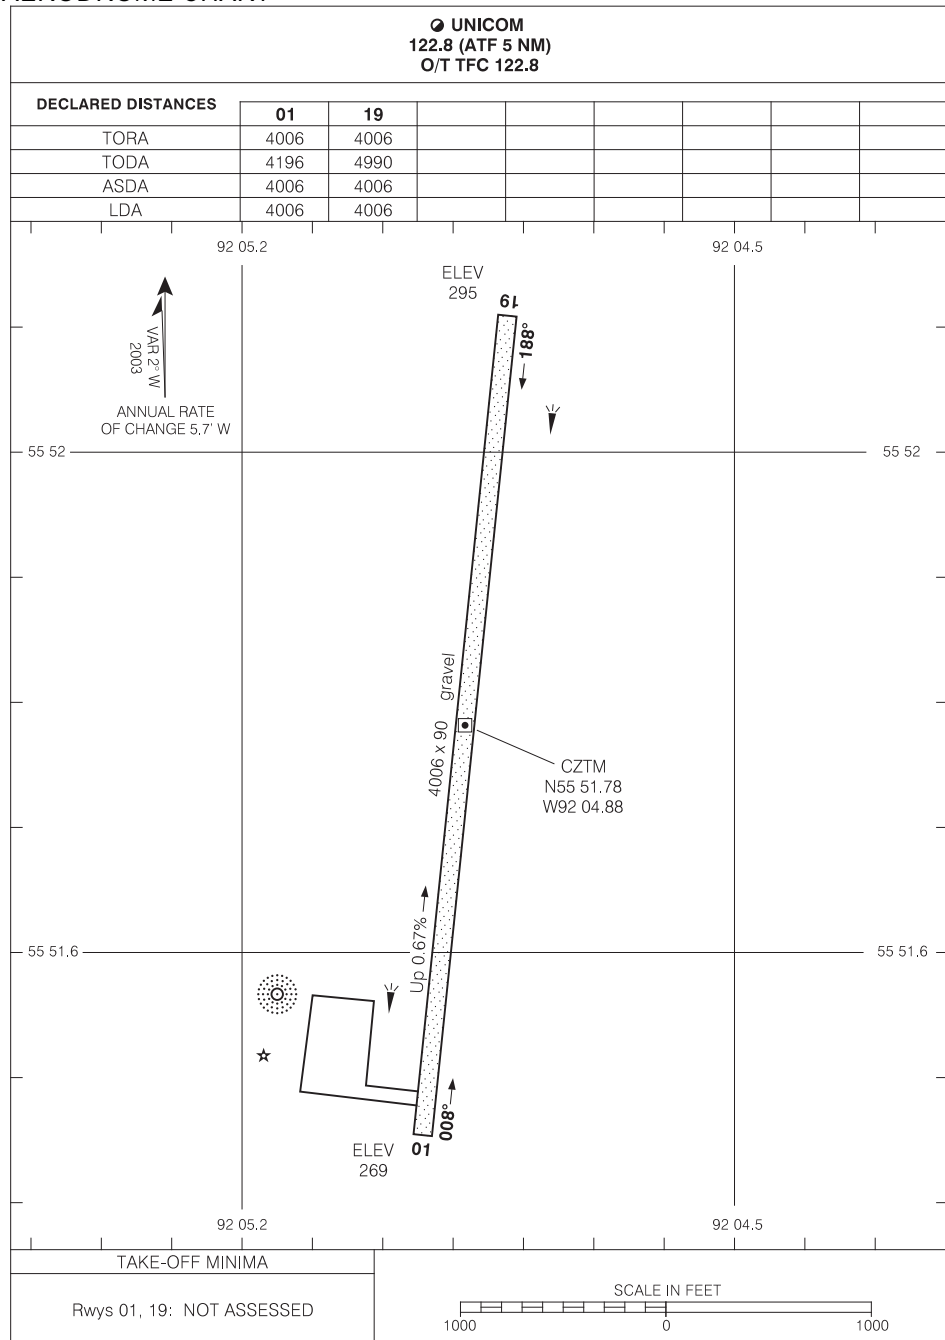 AERODROME CHART
UNICOM
122.8 (ATF 5 NM)
O/T TFC 122.8
DECLARED DISTANCES 01 19
TORA 4006 4006
TODA 4196 4990
ASDA 4006 4006
LDA 4006 4006
92 05.2 92 04.5
ELEV
295
19
188°
VAR 2° W
2003
ANNUAL RATE
OF CHANGE 5.7' W
55 52 55 52
4006 x 90 gravel
CZTM
N55 51.78
W92 04.88
Up 0.67%
55 51.6 55 51.6
008°
01
ELEV
269
92 05.2 92 04.5
TAKE-OFF MINIMA
Rwys 01, 19: NOT ASSESSED
SCALE IN FEET
1000 0 1000